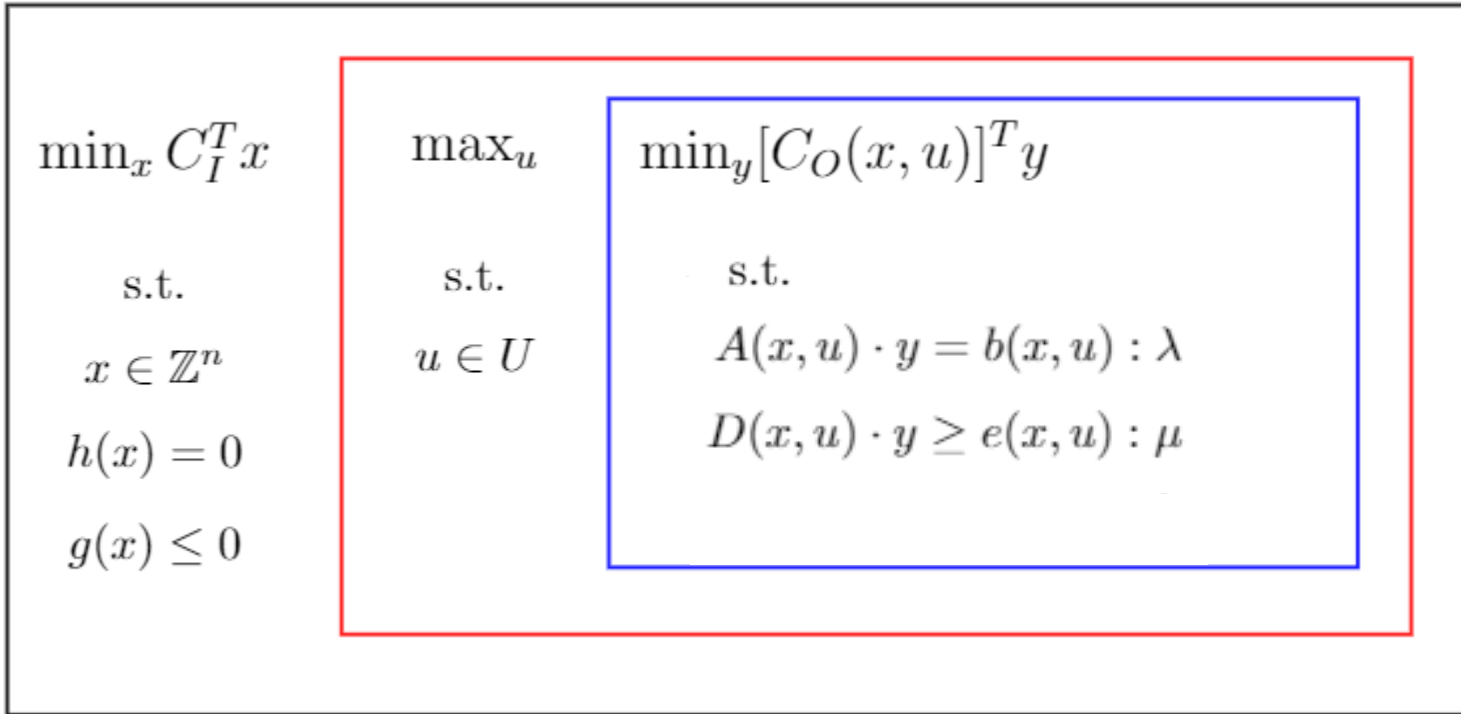 min_x C_I^T x
s.t.
x ∈ ℤ^n
h(x) = 0
g(x) ≤ 0
max_u
s.t.
u ∈ U
min_y[C_O(x, u)]^T y
s.t.
A(x, u) · y = b(x, u) : λ
D(x, u) · y ≥ e(x, u) : μ